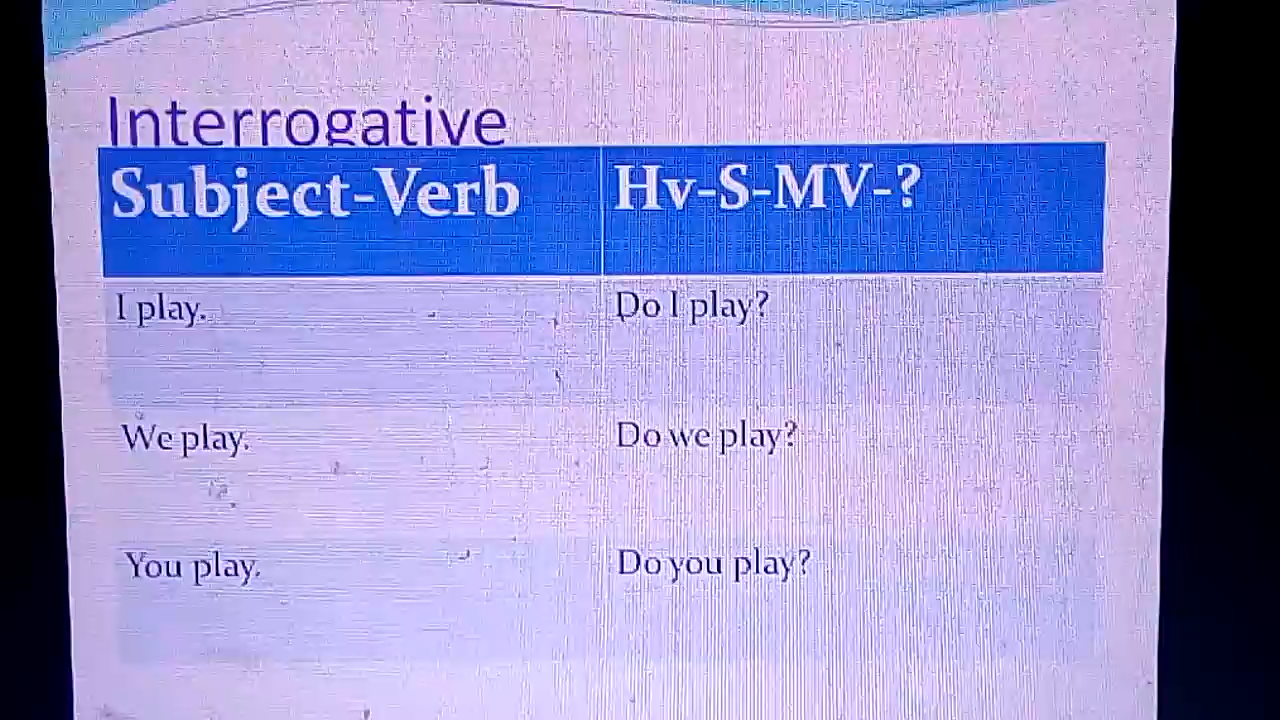 Interrogative
Subject-Verb Hv-S-MV-?
I play. Do I play?
We play. Do we play?
You play. Do you play?